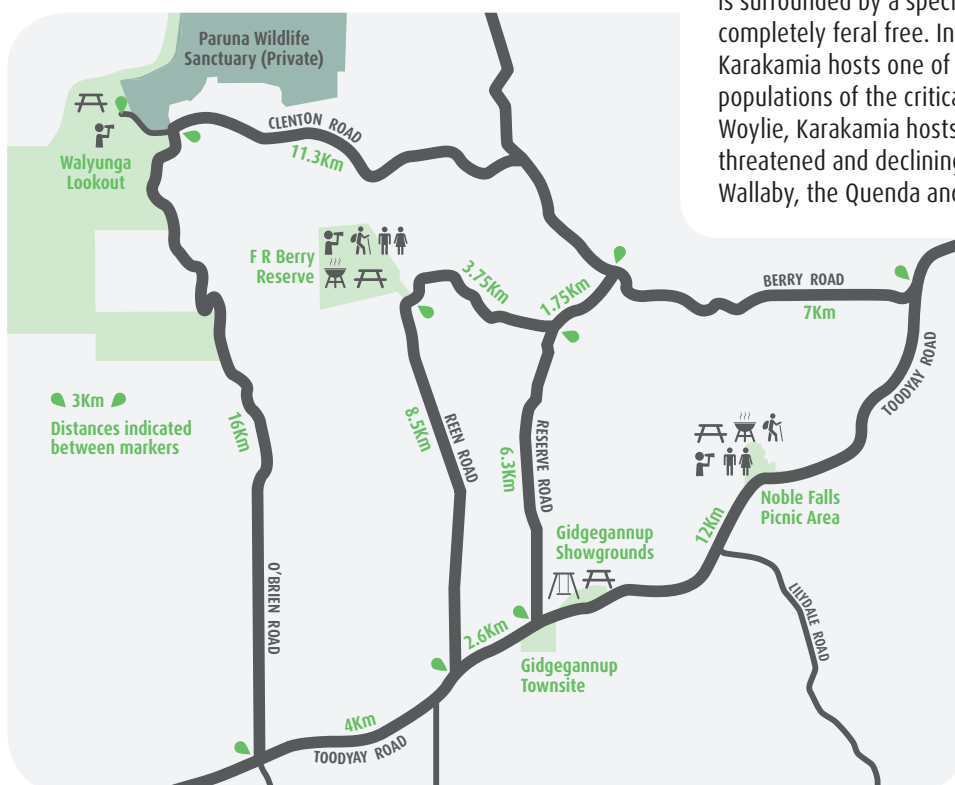 is surrounded by a speci
completely feral free. In
Karakamia hosts one of
populations of the critica
Woylie, Karakamia hosts
threatened and declining
Wallaby, the Quenda and
Paruna Wildlife
Sanctuary (Private)
CLENTON ROAD
11.3Km
Walyunga
Lookout
F R Berry
Reserve
3.75Km
1.75Km
BERRY ROAD
7Km
TOODYAY ROAD
3Km
Distances indicated
between markers
16Km
8.5Km
REEN ROAD
6.3Km
RESERVE ROAD
Noble Falls
Picnic Area
12Km
Gidgegannup
Showgrounds
O'BRIEN ROAD
LILYDALE ROAD
2.6Km
Gidgegannup
Townsite
4Km
TOODYAY ROAD